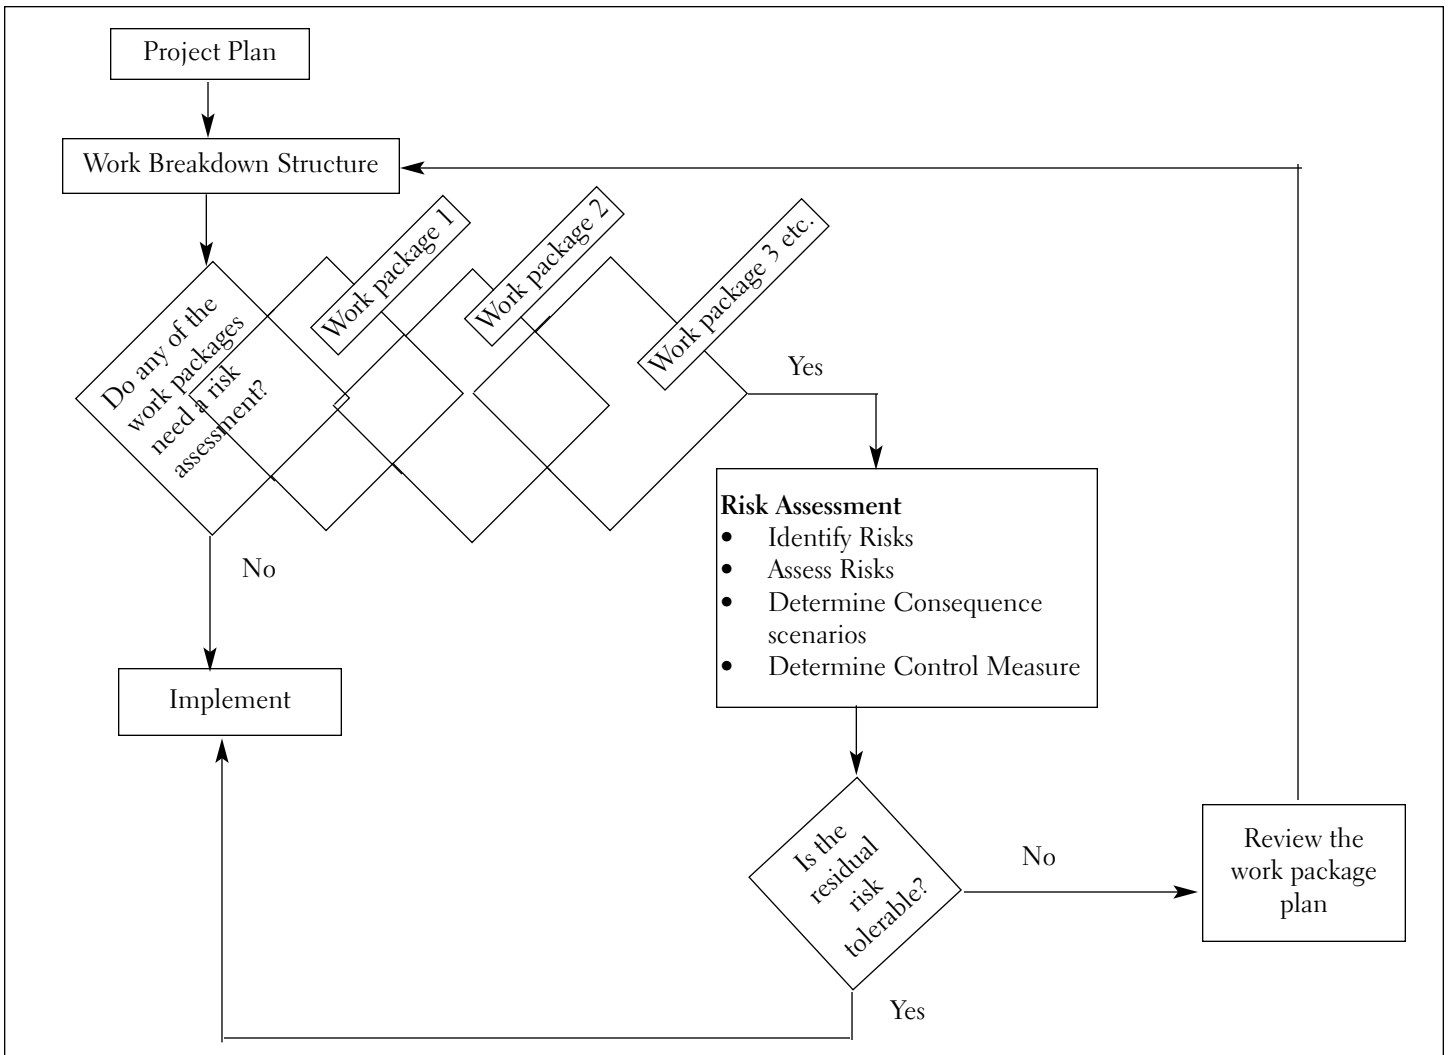 Project Plan
Work Breakdown Structure
Work package 1
Work package 2
Work package 3 etc.
Do any of the
work packages
need a risk
assessment?
Yes
Risk Assessment
• Identify Risks
• Assess Risks
• Determine Consequence
scenarios
• Determine Control Measure
No
Implement
Is the
residual
risk
tolerable?
No
Review the
work package
plan
Yes